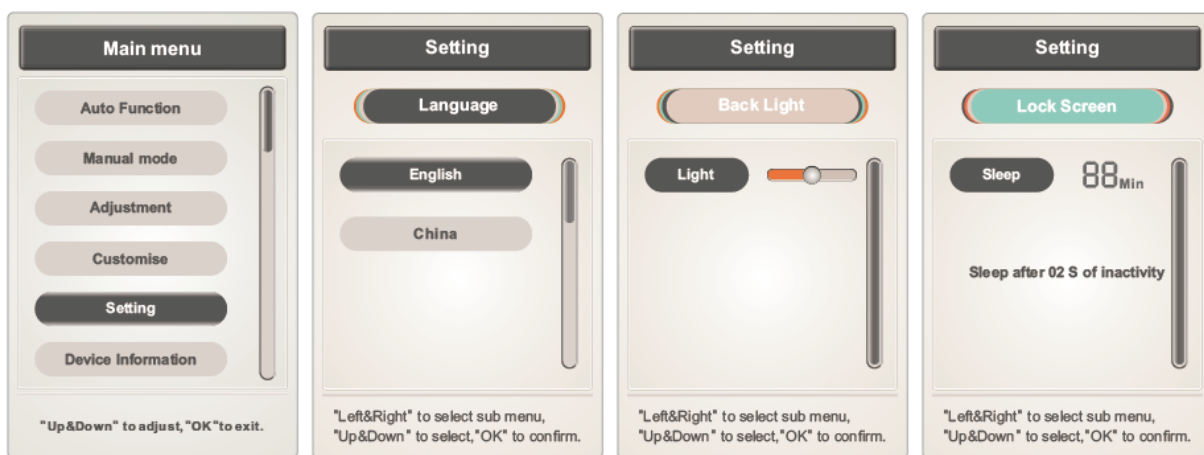 Main menu
Auto Function
Manual mode
Adjustment
Customise
Setting
Device Information
"Up&Down" to adjust,"OK"to exit.
Setting
Language
English
China
"Left&Right" to select sub menu,
"Up&Down" to select,"OK" to confirm.
Setting
Back Light
Light
"Left&Right" to select sub menu,
"Up&Down" to select,"OK" to confirm.
Setting
Lock Screen
Sleep 88 Min
Sleep after 02 S of inactivity
"Left&Right" to select sub menu,
"Up&Down" to select,"OK" to confirm.